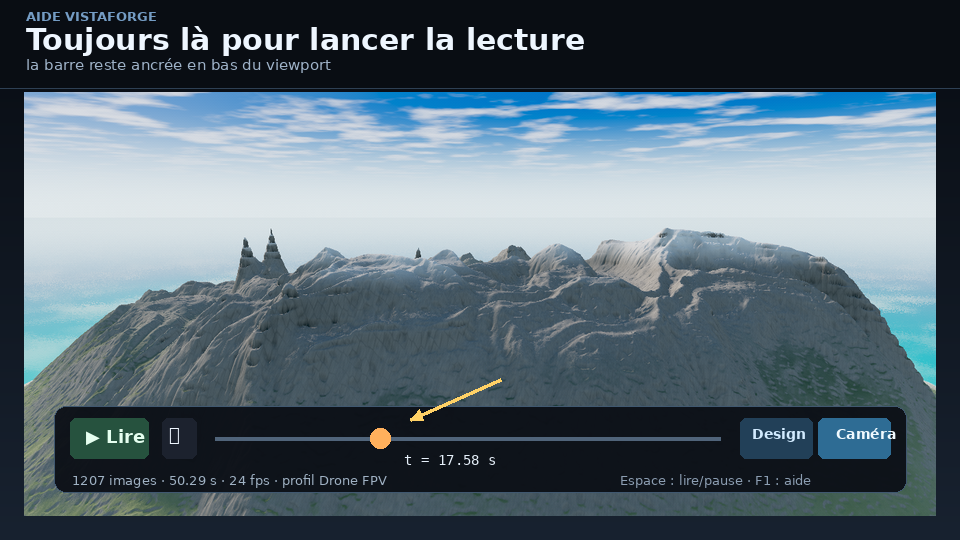 AIDE VISTAFORGE
Toujours là pour lancer la lecture
la barre reste ancrée en bas du viewport
▶ Lire
Design
Caméra
t = 17.58 s
1207 images · 50.29 s · 24 fps · profil Drone FPV
Espace : lire/pause · F1 : aide